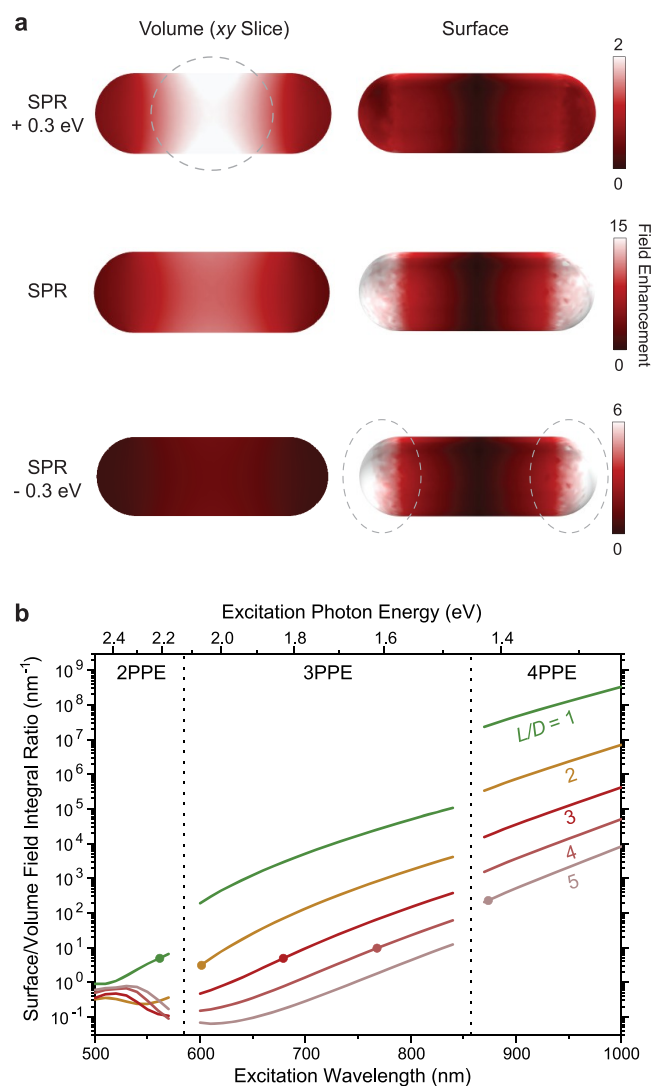 a
Volume (xy Slice)
Surface
SPR
+ 0.3 eV
2
0
SPR
15
0
Field Enhancement
SPR
- 0.3 eV
6
0
b
Excitation Photon Energy (eV)
2.4 2.2 2.0 1.8 1.6 1.4
2PPE 3PPE 4PPE
Surface/Volume Field Integral Ratio (nm⁻¹)
10⁹
10⁸
10⁷
10⁶
10⁵
10⁴
10³
10²
10¹
10⁰
10⁻¹
L/D = 1
2
3
4
5
500 600 700 800 900 1000
Excitation Wavelength (nm)